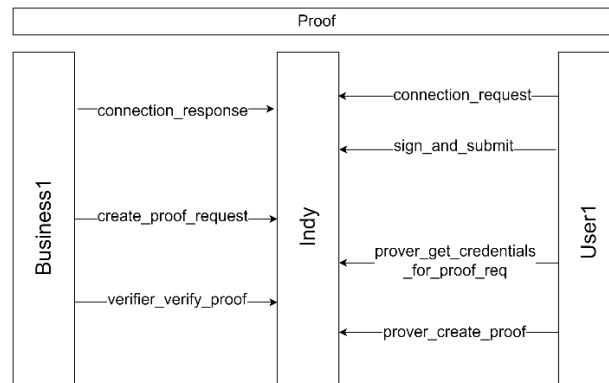 Proof
Business1
Indy
User1
connection_request
connection_response
sign_and_submit
create_proof_request
prover_get_credentials
_for_proof_req
verifier_verify_proof
prover_create_proof